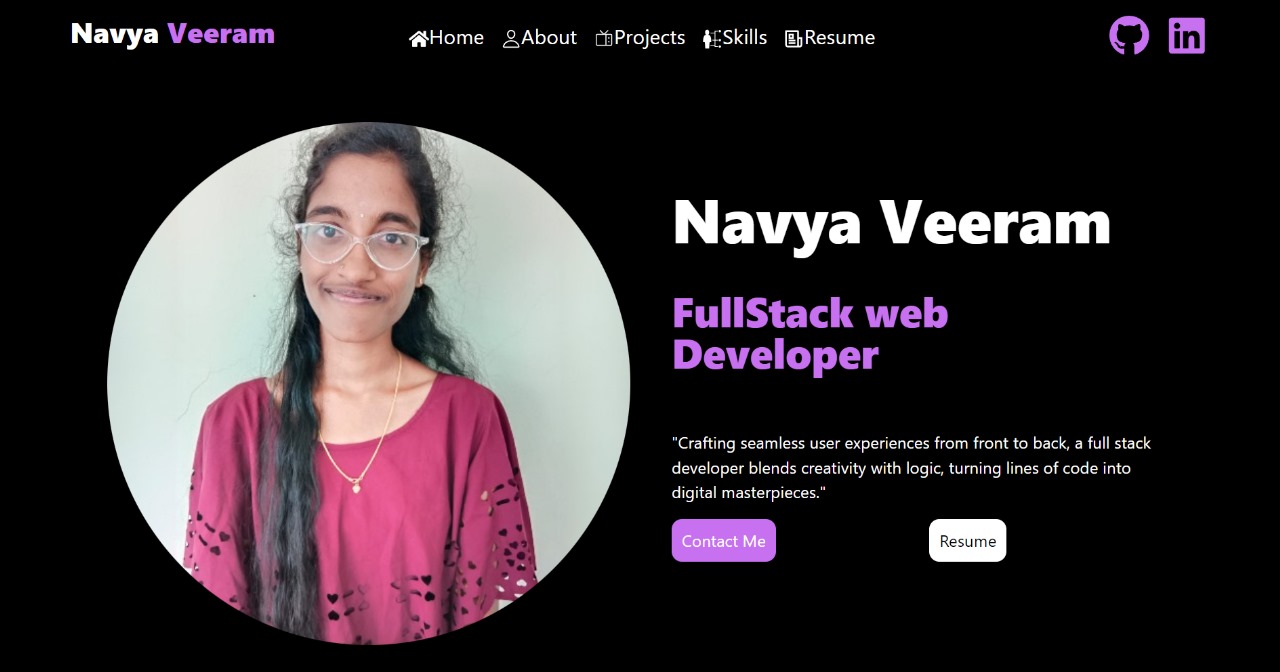 Navya Veeram
Home About Projects Skills Resume
Navya Veeram
FullStack web
Developer
"Crafting seamless user experiences from front to back, a full stack
developer blends creativity with logic, turning lines of code into
digital masterpieces."
Contact Me
Resume